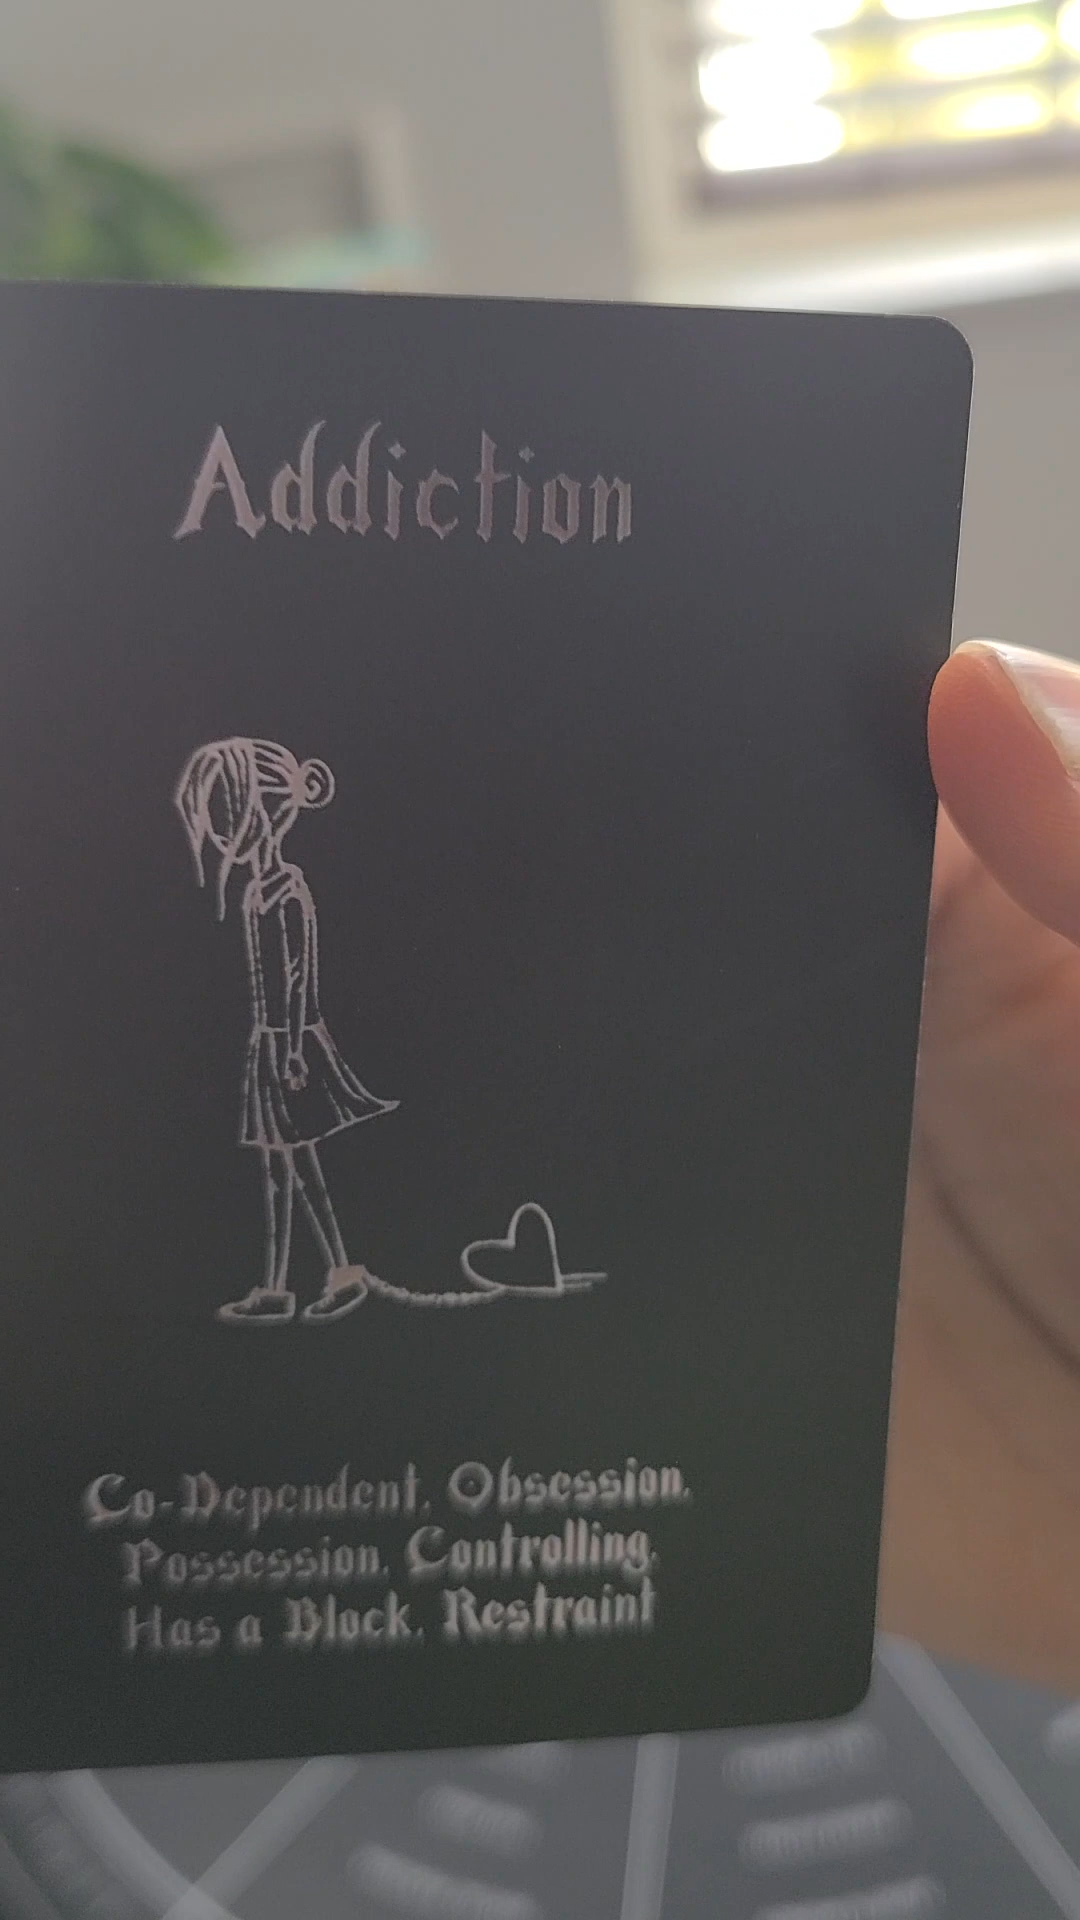 Addiction
Co-Dependent, Obsession,
Possession, Controlling,
Has a Block, Restraint